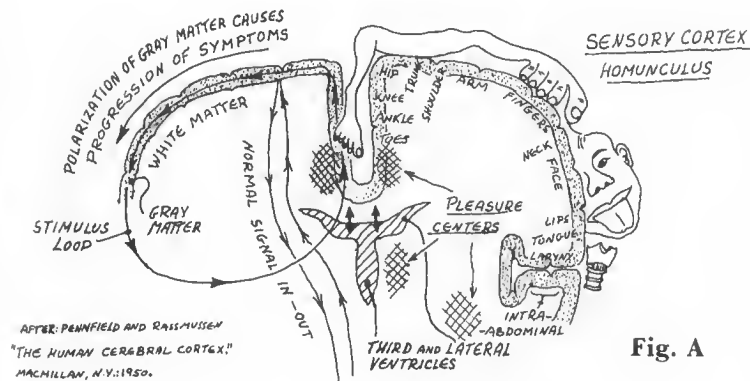 POLARIZATION OF GRAY MATTER CAUSES
PROGRESSION OF SYMPTOMS
WHITE MATTER
GRAY
MATTER
STIMULUS
LOOP
NORMAL SIGNAL IN-OUT
SENSORY CORTEX
HOMUNCULUS
HIP
TRUNK
SHOULDER
ARM
FINGERS
KNEE
ANKLE
TOES
NECK
FACE
LIPS
TONGUE
LARYNX
INTRA-
-ABDOMINAL
PLEASURE
CENTERS
THIRD AND LATERAL
VENTRICLES
AFTER: PENNFIELD AND RASSMUSSEN
"THE HUMAN CEREBRAL CORTEX."
MACMILLAN, N.Y.:1950.
Fig. A